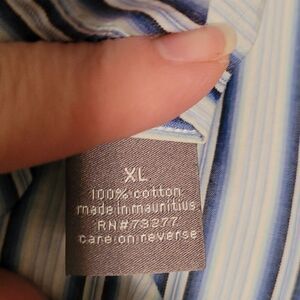 XL
100% cotton
made in mauritius
RN#73277
care on reverse